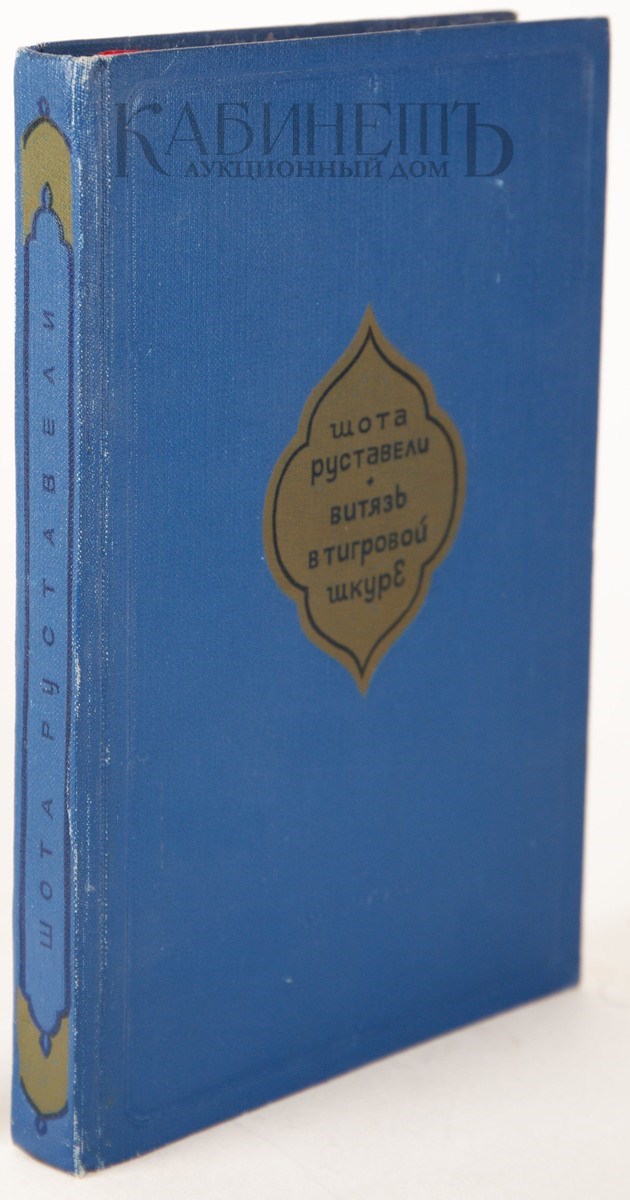 КАБИНЕТЪ
АУКЦИОННЫЙ ДОМ
ШОТА РУСТАВЕЛИ
шота
руставели
витязь
в тигровой
шкуре